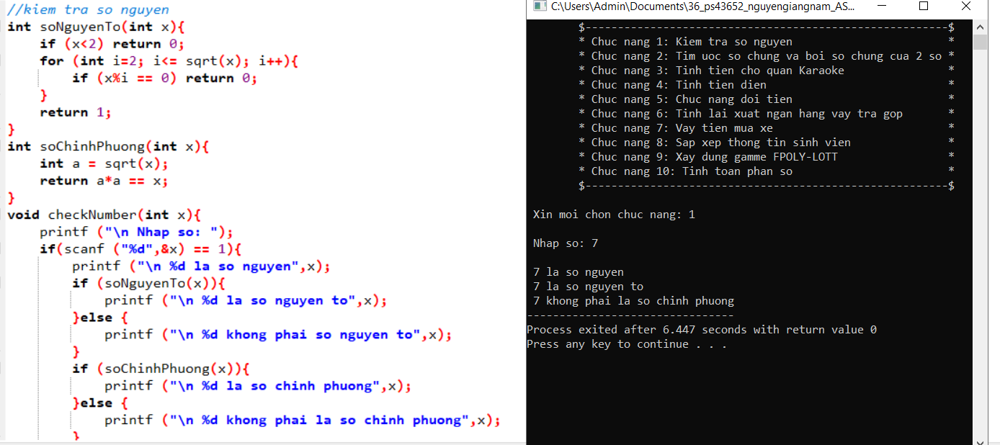 //kiem tra so nguyen
int soNguyenTo(int x){
    if (x<2) return 0;
    for (int i=2; i<= sqrt(x); i++){
        if (x%i == 0) return 0;
    }
    return 1;
}
int soChinhPhuong(int x){
    int a = sqrt(x);
    return a*a == x;
}
void checkNumber(int x){
    printf ("\n Nhap so: ");
    if(scanf ("%d",&x) == 1){
        printf ("\n %d la so nguyen",x);
        if (soNguyenTo(x)){
            printf ("\n %d la so nguyen to",x);
        }else {
            printf ("\n %d khong phai so nguyen to",x);
        }
        if (soChinhPhuong(x)){
            printf ("\n %d la so chinh phuong",x);
        }else {
            printf ("\n %d khong phai la so chinh phuong",x);
        }
C:\Users\Admin\Documents\36_ps43652_nguyengiangnam_AS...
$--------------------------------------------------------$
* Chuc nang 1: Kiem tra so nguyen *
* Chuc nang 2: Tim uoc so chung va boi so chung cua 2 so *
* Chuc nang 3: Tinh tien cho quan Karaoke *
* Chuc nang 4: Tinh tien dien *
* Chuc nang 5: Chuc nang doi tien *
* Chuc nang 6: Tinh lai xuat ngan hang vay tra gop *
* Chuc nang 7: Vay tien mua xe *
* Chuc nang 8: Sap xep thong tin sinh vien *
* Chuc nang 9: Xay dung gamme FPOLY-LOTT *
* Chuc nang 10: Tinh toan phan so *
$--------------------------------------------------------$
Xin moi chon chuc nang: 1
Nhap so: 7
7 la so nguyen
7 la so nguyen to
7 khong phai la so chinh phuong
--------------------------------
Process exited after 6.447 seconds with return value 0
Press any key to continue . . .